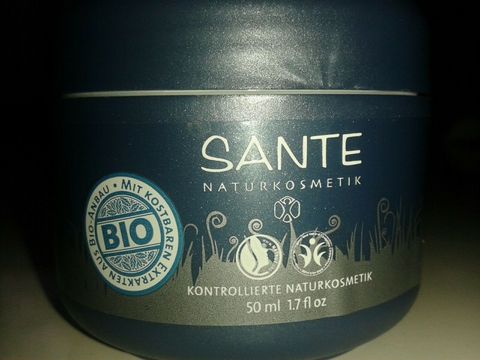 SANTE
NATURKOSMETIK
MIT KOSTBAREN EXTRAKTEN AUS BIO-ANBAU •
BIO
KONTROLLIERTE NATURKOSMETIK
50 ml 1.7 fl oz